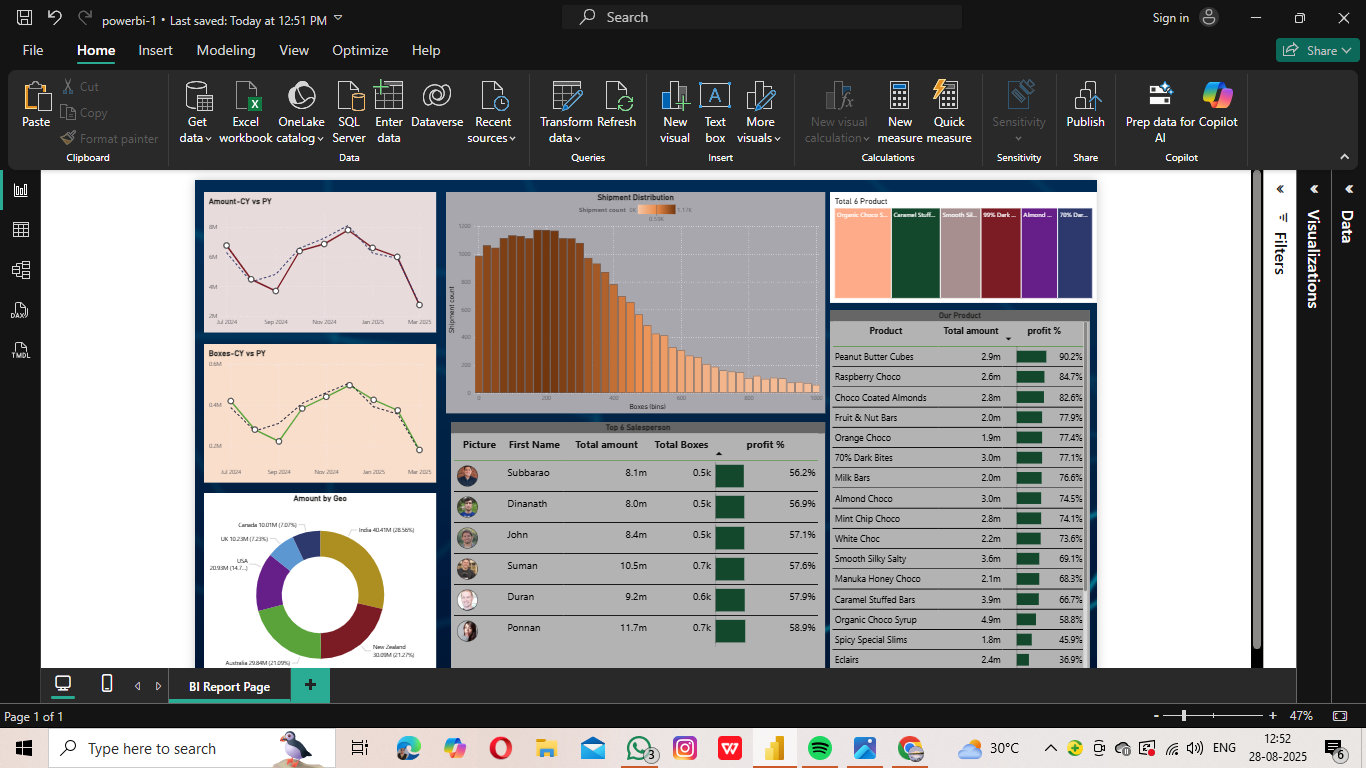 powerbi-1 • Last saved: Today at 12:51 PM
Search
Sign in
File Home Insert Modeling View Optimize Help
Share
Paste
Cut
Copy
Format painter
Clipboard
Get data
Excel workbook
OneLake catalog
SQL Server
Enter data
Dataverse
Recent sources
Data
Transform data
Refresh
Queries
New visual
Text box
More visuals
Insert
New visual calculation
New measure
Quick measure
Calculations
Sensitivity
Sensitivity
Publish
Share
Prep data for AI
Copilot
Copilot
DAX
TMDL
Amount-CY vs PY
8M
6M
4M
2M
Jul 2024 Sep 2024 Nov 2024 Jan 2025 Mar 2025
Boxes-CY vs PY
0.6M
0.4M
0.2M
Jul 2024 Sep 2024 Nov 2024 Jan 2025 Mar 2025
Amount by Geo
Canada 10.01M (7.07%)
India 40.41M (28.56%)
UK 10.23M (7.23%)
USA
20.93M (14.7...)
New Zealand
30.09M (21.27%)
Australia 29.84M (21.09%)
Shipment Distribution
Shipment count
Shipment count
1200
1000
800
600
400
200
0
0 200 400 600 800 1000
Boxes (bins)
Top 6 Salesperson
Picture First Name Total amount Total Boxes profit %
Subbarao 8.1m 0.5k 56.2%
Dinanath 8.0m 0.5k 56.9%
John 8.4m 0.5k 57.1%
Suman 10.5m 0.7k 57.6%
Duran 9.2m 0.6k 57.9%
Ponnan 11.7m 0.7k 58.9%
Total 6 Product
Organic Choco S... Caramel Stuff... Smooth Sil... 99% Dark ... Almond ... 70% Dar...
Our Product
Product Total amount profit %
Peanut Butter Cubes 2.9m 90.2%
Raspberry Choco 2.6m 84.7%
Choco Coated Almonds 2.8m 82.6%
Fruit & Nut Bars 2.0m 77.9%
Orange Choco 1.9m 77.4%
70% Dark Bites 3.0m 77.1%
Milk Bars 2.0m 76.6%
Almond Choco 3.0m 74.5%
Mint Chip Choco 2.8m 74.1%
White Choc 2.2m 73.6%
Smooth Silky Salty 3.6m 69.1%
Manuka Honey Choco 2.1m 68.3%
Caramel Stuffed Bars 3.9m 66.7%
Organic Choco Syrup 4.9m 58.8%
Spicy Special Slims 1.8m 45.9%
Eclairs 2.4m 36.9%
Filters
Visualizations
Data
BI Report Page
Page 1 of 1
- + 47%
Type here to search
3
30°C
ENG
12:52
28-08-2025
6